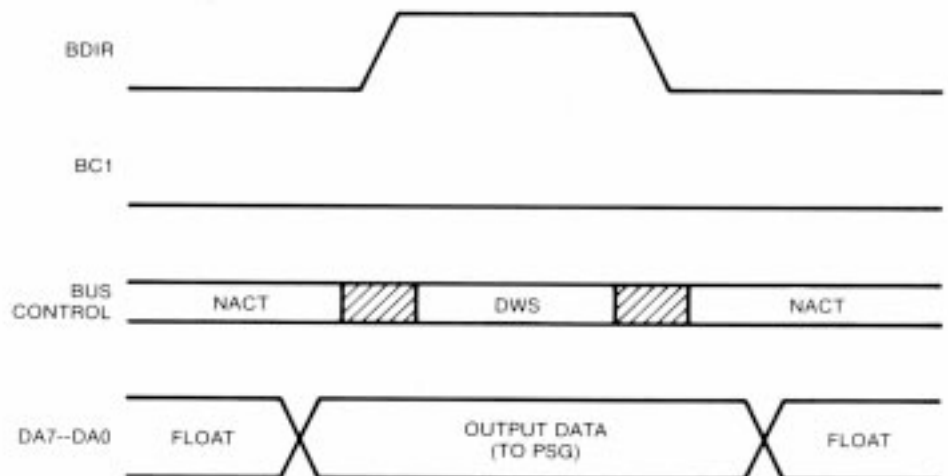 BDIR
BC1
BUS
CONTROL
NACT
DWS
NACT
DA7--DA0
FLOAT
OUTPUT DATA
(TO PSG)
FLOAT